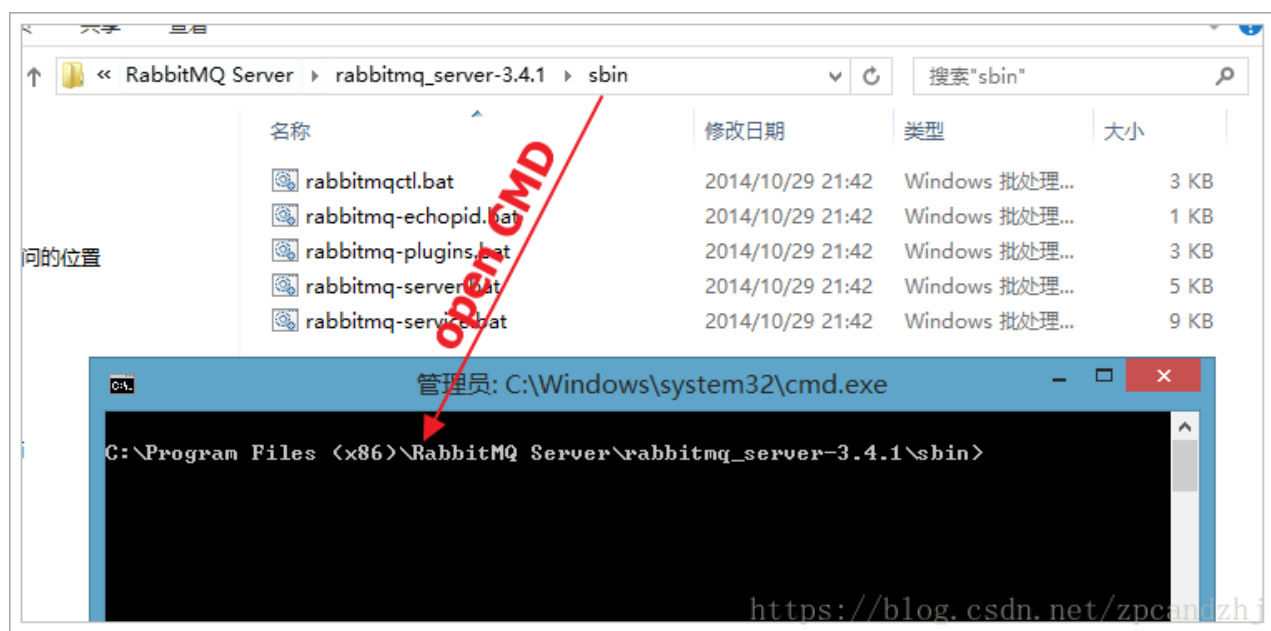 共享 查看
« RabbitMQ Server rabbitmq_server-3.4.1 sbin 搜索"sbin"
名称 修改日期 类型 大小
rabbitmqctl.bat 2014/10/29 21:42 Windows 批处理... 3 KB
rabbitmq-echopid.bat 2014/10/29 21:42 Windows 批处理... 1 KB
rabbitmq-plugins.bat 2014/10/29 21:42 Windows 批处理... 3 KB
rabbitmq-server.bat 2014/10/29 21:42 Windows 批处理... 5 KB
rabbitmq-service.bat 2014/10/29 21:42 Windows 批处理... 9 KB
问的位置
open CMD
管理员: C:\Windows\system32\cmd.exe
C:\Program Files (x86)\RabbitMQ Server\rabbitmq_server-3.4.1\sbin>
https://blog.csdn.net/zpcandzhj